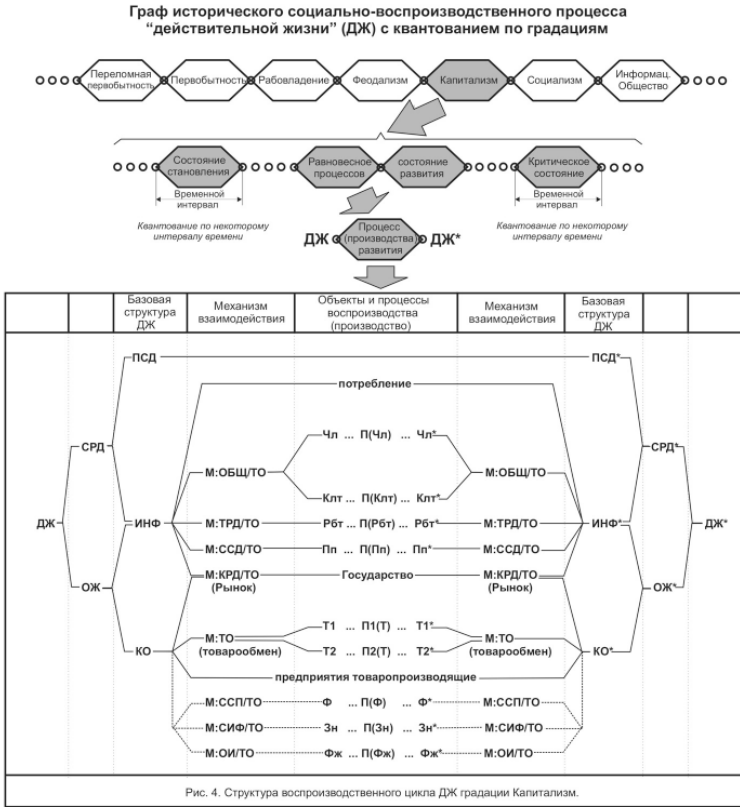 Граф исторического социально-воспроизводственного процесса
“действительной жизни” (ДЖ) с квантованием по градациям
Переломная первобытность Первобытность Рабовладение Феодализм Капитализм Социализм Информац. Общество
Состояние становления Равновесное процессов состояние развития Критическое состояние
Временной интервал Временной интервал
Квантование по некоторому интервалу времени Квантование по некоторому интервалу времени
ДЖ Процесс (производства) развития ДЖ*
Базовая структура ДЖ Механизм взаимодействия Объекты и процессы воспроизводства (производство) Механизм взаимодействия Базовая структура ДЖ
ПСД ПСД*
потребление
Чл ... П(Чл) ... Чл*
СРД СРД*
М:ОБЩ/ТО М:ОБЩ/ТО
Клт ... П(Клт) ... Клт*
ДЖ ИНФ М:ТРД/ТО Рбт ... П(Рбт) ... Рбт* М:ТРД/ТО ИНФ* ДЖ*
М:ССД/ТО Пп ... П(Пп) ... Пп* М:ССД/ТО
М:КРД/ТО Государство М:КРД/ТО
ОЖ (Рынок) (Рынок) ОЖ*
Т1 ... П1(Т) ... Т1*
КО М:ТО М:ТО КО*
(товарообмен) Т2 ... П2(Т) ... Т2* (товарообмен)
предприятия товаропроизводящие
М:ССП/ТО Ф ... П(Ф) ... Ф* М:ССП/ТО
М:СИФ/ТО Зн ... П(Зн) ... Зн* М:СИФ/ТО
М:ОИ/ТО Фж ... П(Фж) ... Фж* М:ОИ/ТО
Рис. 4. Структура воспроизводственного цикла ДЖ градации Капитализм.